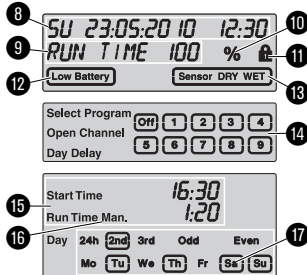 8 SU 23:05:20 10 12:30 10
9 RUN TIME 100 % 11
12 Low Battery Sensor DRY WET 13
Select Program Off 1 2 3 4
Open Channel 14
Day Delay 5 6 7 8 9
15 Start Time 16:30
16 Run Time Man. 1:20 17
Day 24h 2nd 3rd Odd Even
Mo Tu We Th Fr Sa Su